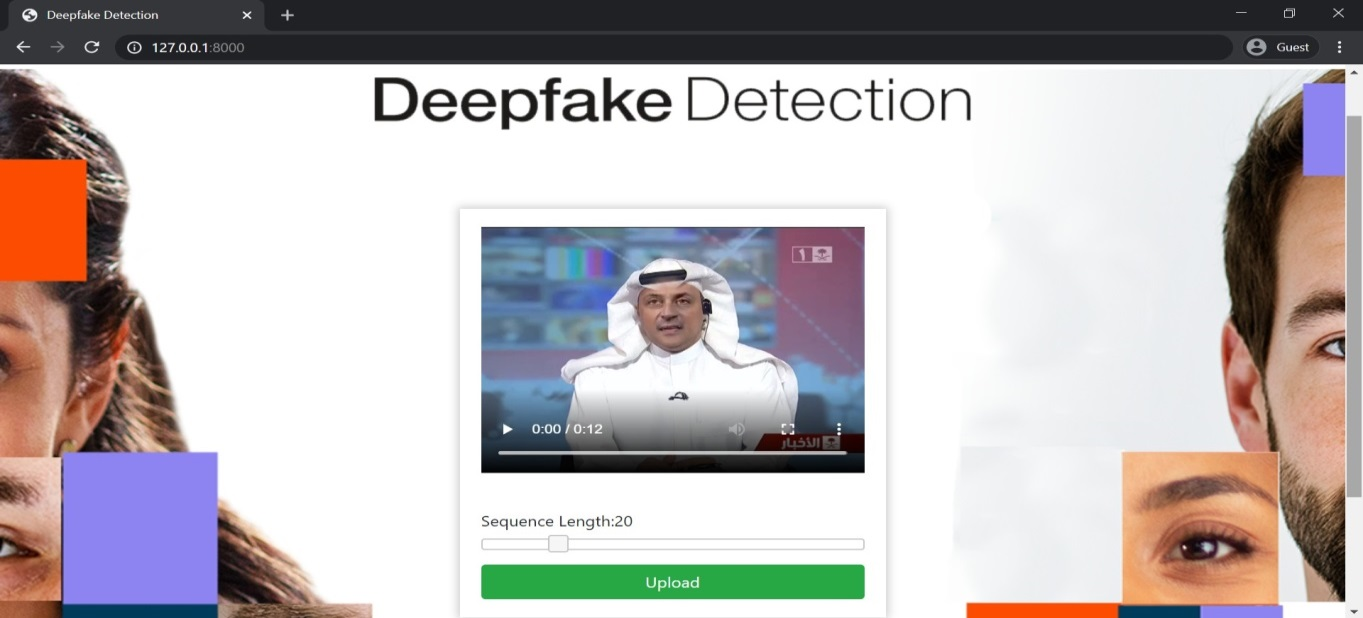 Deepfake Detection
127.0.0.1:8000
Guest
Deepfake Detection
١
0:00 / 0:12
الأخبار
Sequence Length:20
Upload